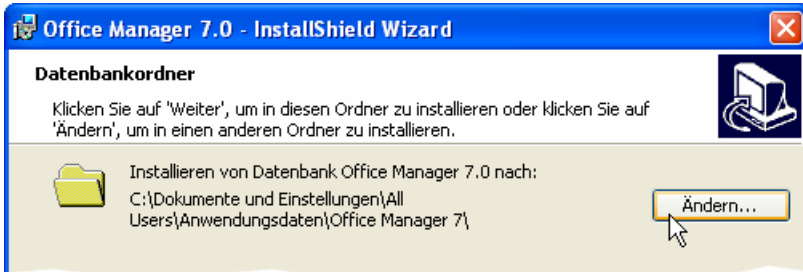 Office Manager 7.0 - InstallShield Wizard
Datenbankordner
Klicken Sie auf 'Weiter', um in diesen Ordner zu installieren oder klicken Sie auf
'Ändern', um in einen anderen Ordner zu installieren.
Installieren von Datenbank Office Manager 7.0 nach:
C:\Dokumente und Einstellungen\All
Users\Anwendungsdaten\Office Manager 7\
Ändern...